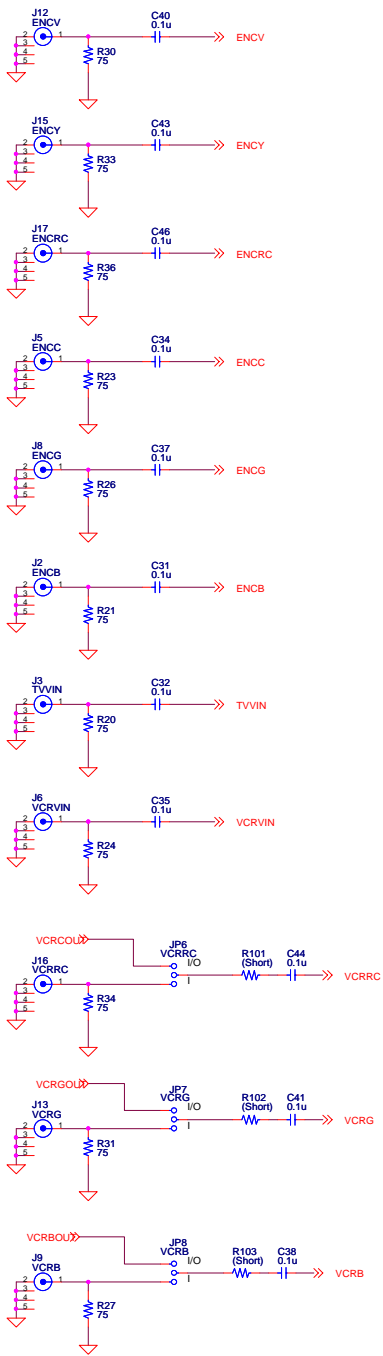 J12
ENCV
2 1
3
4
5
R30
75
C40
0.1u
ENCV
J15
ENCY
2 1
3
4
5
R33
75
C43
0.1u
ENCY
J17
ENCRC
2 1
3
4
5
R36
75
C46
0.1u
ENCRC
J5
ENCC
2 1
3
4
5
R23
75
C34
0.1u
ENCC
J8
ENCG
2 1
3
4
5
R26
75
C37
0.1u
ENCG
J2
ENCB
2 1
3
4
5
R21
75
C31
0.1u
ENCB
J3
TVVIN
2 1
3
4
5
R20
75
C32
0.1u
TVVIN
J6
VCRVIN
2 1
3
4
5
R24
75
C35
0.1u
VCRVIN
VCRCOUT
J16
VCRRC
2 1
3
4
5
R34
75
JP6
VCRRC
I/O
I
R101
(Short)
C44
0.1u
VCRRC
VCRGOUT
J13
VCRG
2 1
3
4
5
R31
75
JP7
VCRG
I/O
I
R102
(Short)
C41
0.1u
VCRG
VCRBOUT
J9
VCRB
2 1
3
4
5
R27
75
JP8
VCRB
I/O
I
R103
(Short)
C38
0.1u
VCRB